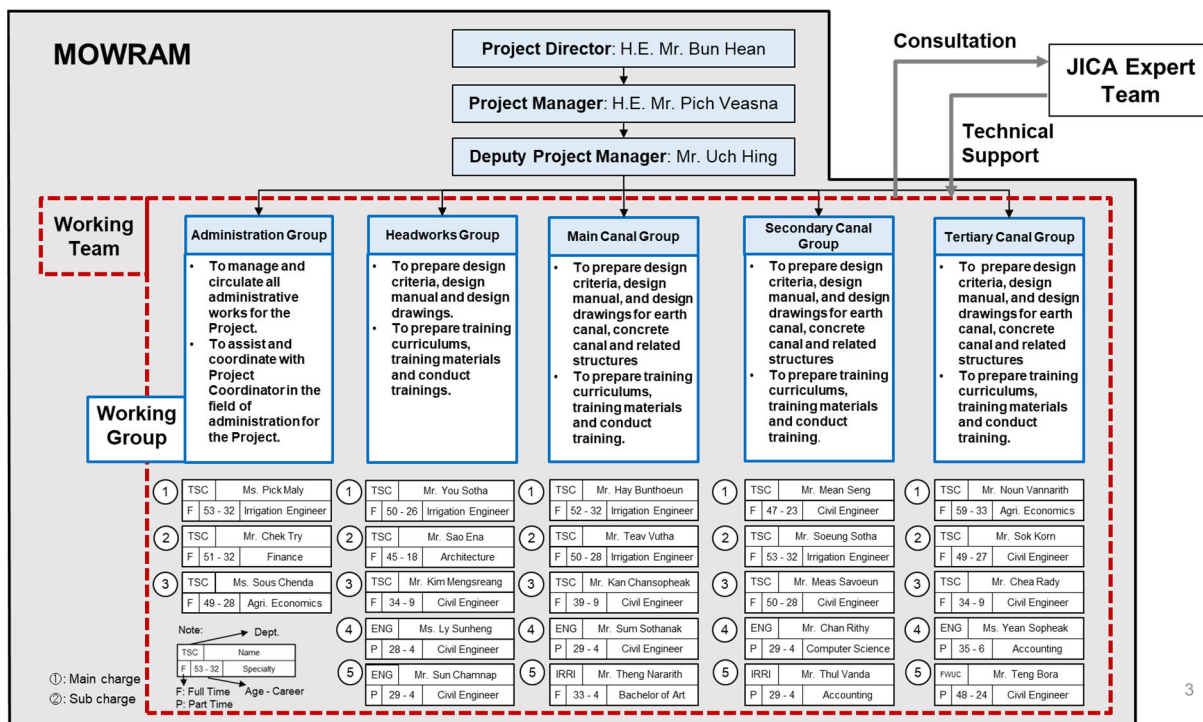 MOWRAM
Project Director: H.E. Mr. Bun Hean
Project Manager: H.E. Mr. Pich Veasna
Deputy Project Manager: Mr. Uch Hing
Consultation
JICA Expert
Team
Technical
Support
Working
Team
Working
Group
Administration Group
• To manage and
circulate all
administrative
works for the
Project.
• To assist and
coordinate with
Project
Coordinator in the
field of
administration for
the Project.
Headworks Group
• To prepare design
criteria, design
manual and design
drawings.
• To prepare training
curriculums,
training materials
and conduct
trainings.
Main Canal Group
• To prepare design
criteria, design
manual, and design
drawings for earth
canal, concrete
canal and related
structures
• To prepare training
curriculums,
training materials
and conduct
training.
Secondary Canal
Group
• To prepare design
criteria, design
manual, and design
drawings for earth
canal, concrete
canal and related
structures
• To prepare training
curriculums,
training materials
and conduct
training.
Tertiary Canal Group
• To prepare design
criteria, design
manual, and design
drawings for earth
canal, concrete
canal and related
structures
• To prepare training
curriculums,
training materials
and conduct
training.
① TSC Ms. Pick Maly
F 53 - 32 Irrigation Engineer
② TSC Mr. Chek Try
F 51 - 32 Finance
③ TSC Ms. Sous Chenda
F 49 - 28 Agri. Economics
① TSC Mr. You Sotha
F 50 - 26 Irrigation Engineer
② TSC Mr. Sao Ena
F 45 - 18 Architecture
③ TSC Mr. Kim Mengsreang
F 34 - 9 Civil Engineer
④ ENG Ms. Ly Sunheng
P 28 - 4 Civil Engineer
⑤ ENG Mr. Sun Chamnap
P 29 - 4 Civil Engineer
① TSC Mr. Hay Bunthoeun
F 52 - 32 Irrigation Engineer
② TSC Mr. Teav Vutha
F 50 - 28 Irrigation Engineer
③ TSC Mr. Kan Chansopheak
F 39 - 9 Civil Engineer
④ ENG Mr. Sum Sothanak
P 29 - 4 Civil Engineer
⑤ IRRI Mr. Theng Nararith
F 33 - 4 Bachelor of Art
① TSC Mr. Mean Seng
F 47 - 23 Civil Engineer
② TSC Mr. Soeung Sotha
F 53 - 32 Irrigation Engineer
③ TSC Mr. Meas Savoeun
F 50 - 28 Civil Engineer
④ ENG Mr. Chan Rithy
P 29 - 4 Computer Science
⑤ IRRI Mr. Thul Vanda
P 29 - 4 Accounting
① TSC Mr. Noun Vannarith
F 59 - 33 Agri. Economics
② TSC Mr. Sok Korn
F 49 - 27 Civil Engineer
③ TSC Mr. Chea Rady
F 34 - 9 Civil Engineer
④ ENG Ms. Yean Sopheak
P 35 - 6 Accounting
⑤ FWUC Mr. Teng Bora
P 48 - 24 Civil Engineer
Note:
Dept.
TSC Name
F 53 - 32 Specialty
Age - Career
F: Full Time
P: Part Time
①: Main charge
②: Sub charge
3